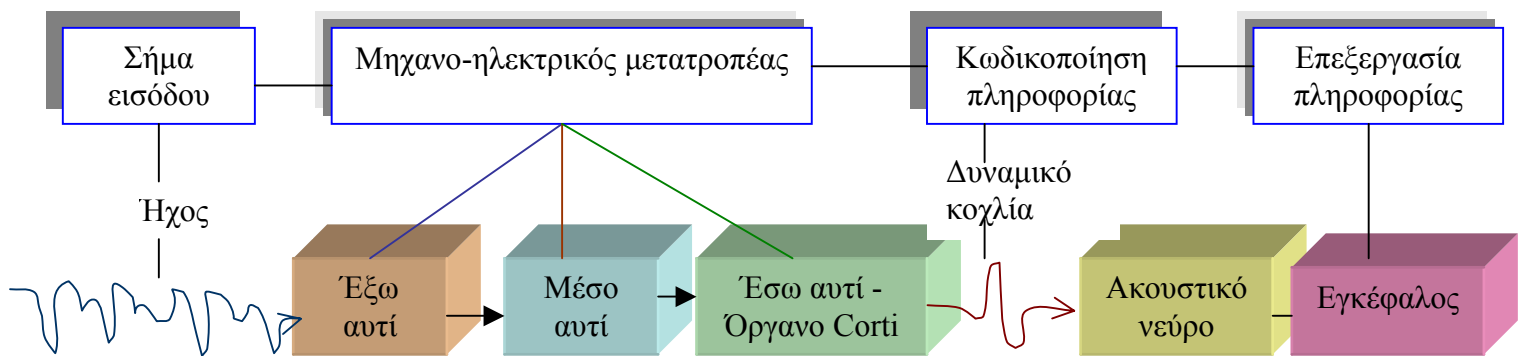 Σήμα
εισόδου
Μηχανο-ηλεκτρικός μετατροπέας
Κωδικοποίηση
πληροφορίας
Επεξεργασία
πληροφορίας
Ήχος
Δυναμικό
κοχλία
Έξω
αυτί
Μέσο
αυτί
Έσω αυτί -
Όργανο Corti
Ακουστικό
νεύρο
Εγκέφαλος